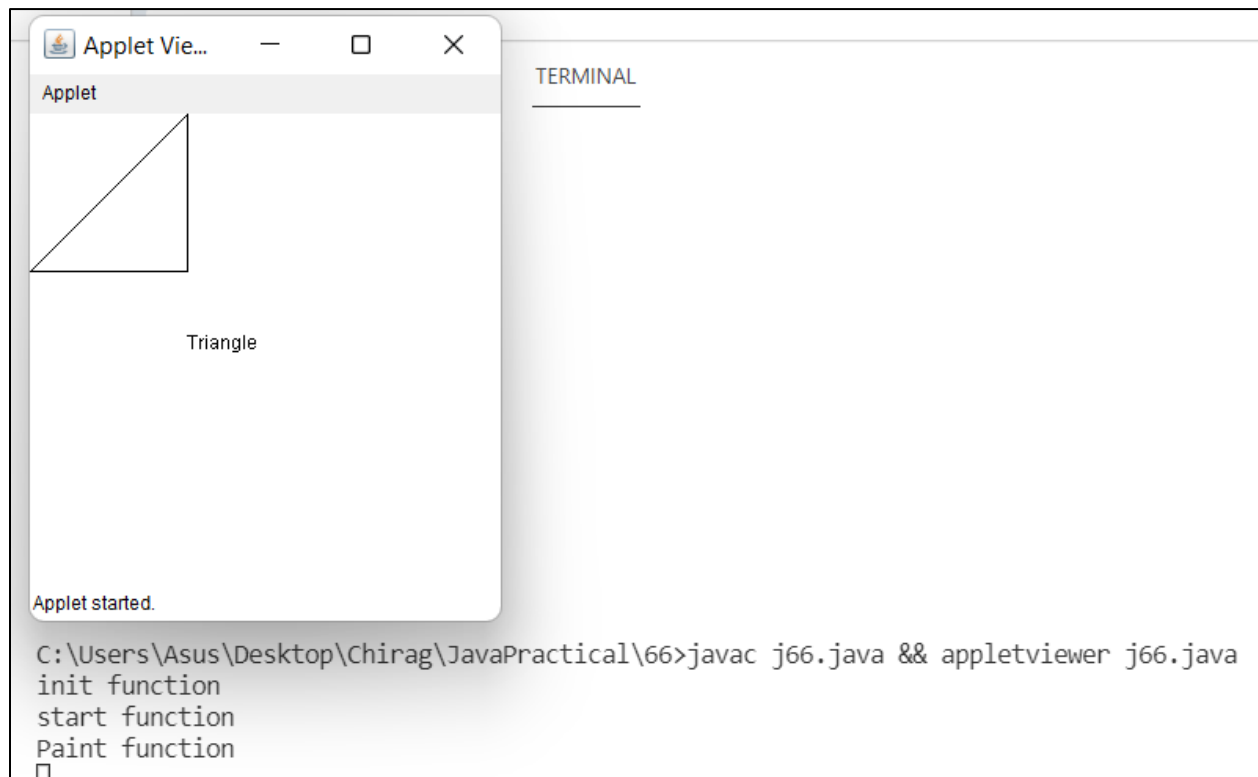 Applet Vie...
Applet
TERMINAL
Triangle
Applet started.
C:\Users\Asus\Desktop\Chirag\JavaPractical\66>javac j66.java && appletviewer j66.java
init function
start function
Paint function